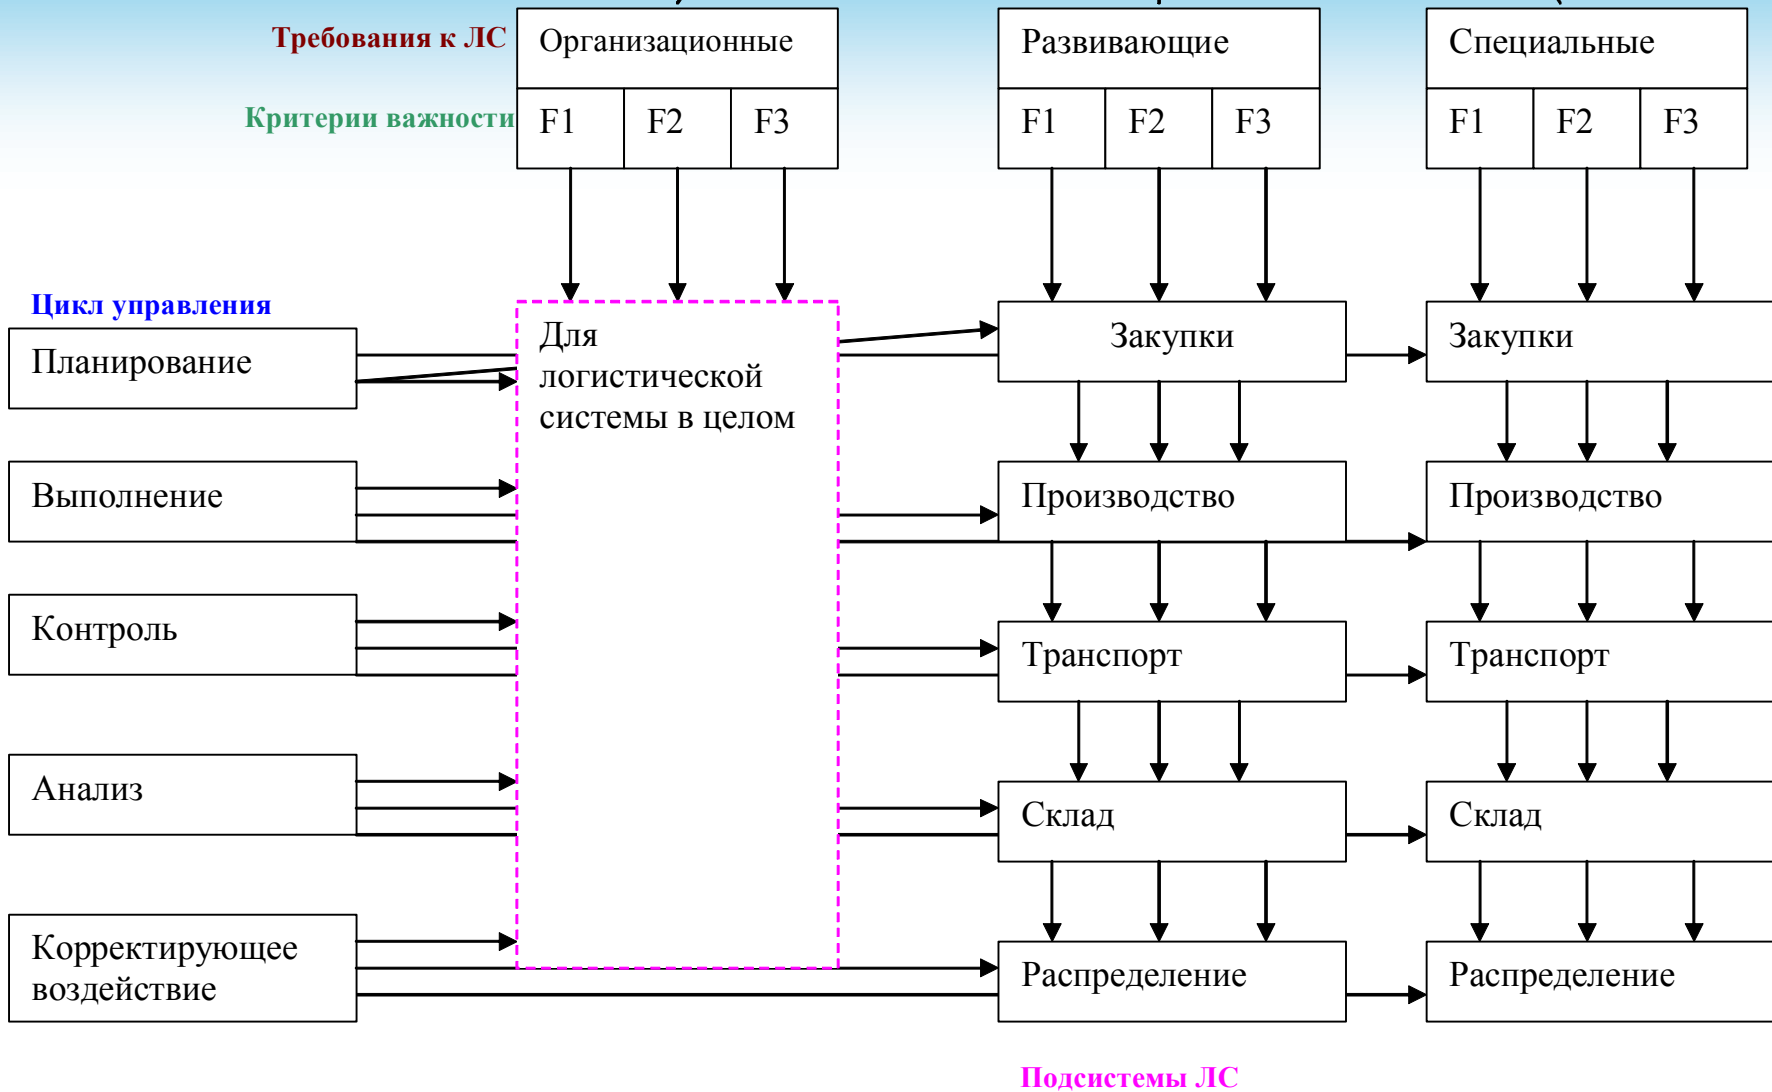 Требования к ЛС
Организационные
Развивающие
Специальные
Критерии важности
F1
F2
F3
F1
F2
F3
F1
F2
F3
Цикл управления
Планирование
Для
логистической
системы в целом
Закупки
Закупки
Выполнение
Производство
Производство
Контроль
Транспорт
Транспорт
Анализ
Склад
Склад
Корректирующее
воздействие
Распределение
Распределение
Подсистемы ЛС